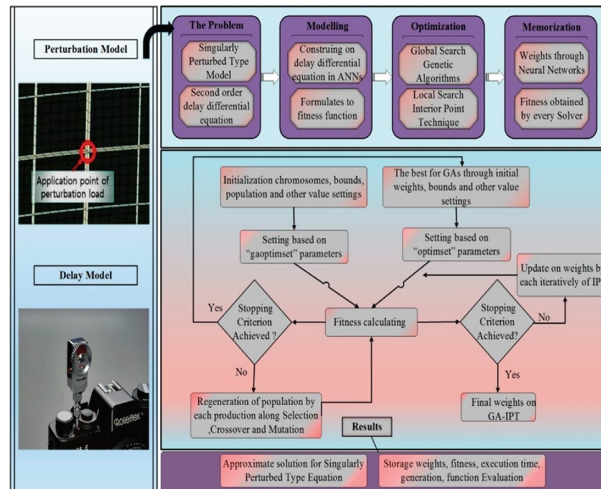 Perturbation Model
Application point of
perturbation load
Delay Model
Rolleiflex
The Problem
Singularly
Perturbed Type
Model
Second order
delay differential
equation
Modelling
Construing on
delay differential
equation in ANNs
Formulates to
fitness function
Optimization
Global Search
Genetic
Algorithms
Local Search
Interior Point
Technique
Memorization
Weights through
Neural Networks
Fitness obtained
by every Solver
Initialization chromosomes, bounds,
population and other value settings
The best for GAs through initial
weights, bounds and other value
settings
Setting based on
"gaoptimset" parameters
Setting based on
"optimset" parameters
Update on weights b
each iteratively of IP
Yes
Stopping
Criterion
Achieved ?
Fitness calculating
Stopping
Criterion
Achieved?
No
No
Yes
Regeneration of population by
each production along Selection
,Crossover and Mutation
Final weights on
GA-IPT
Results
Approximate solution for Singularly
Perturbed Type Equation
Storage weights, fitness, execution time,
generation, function Evaluation